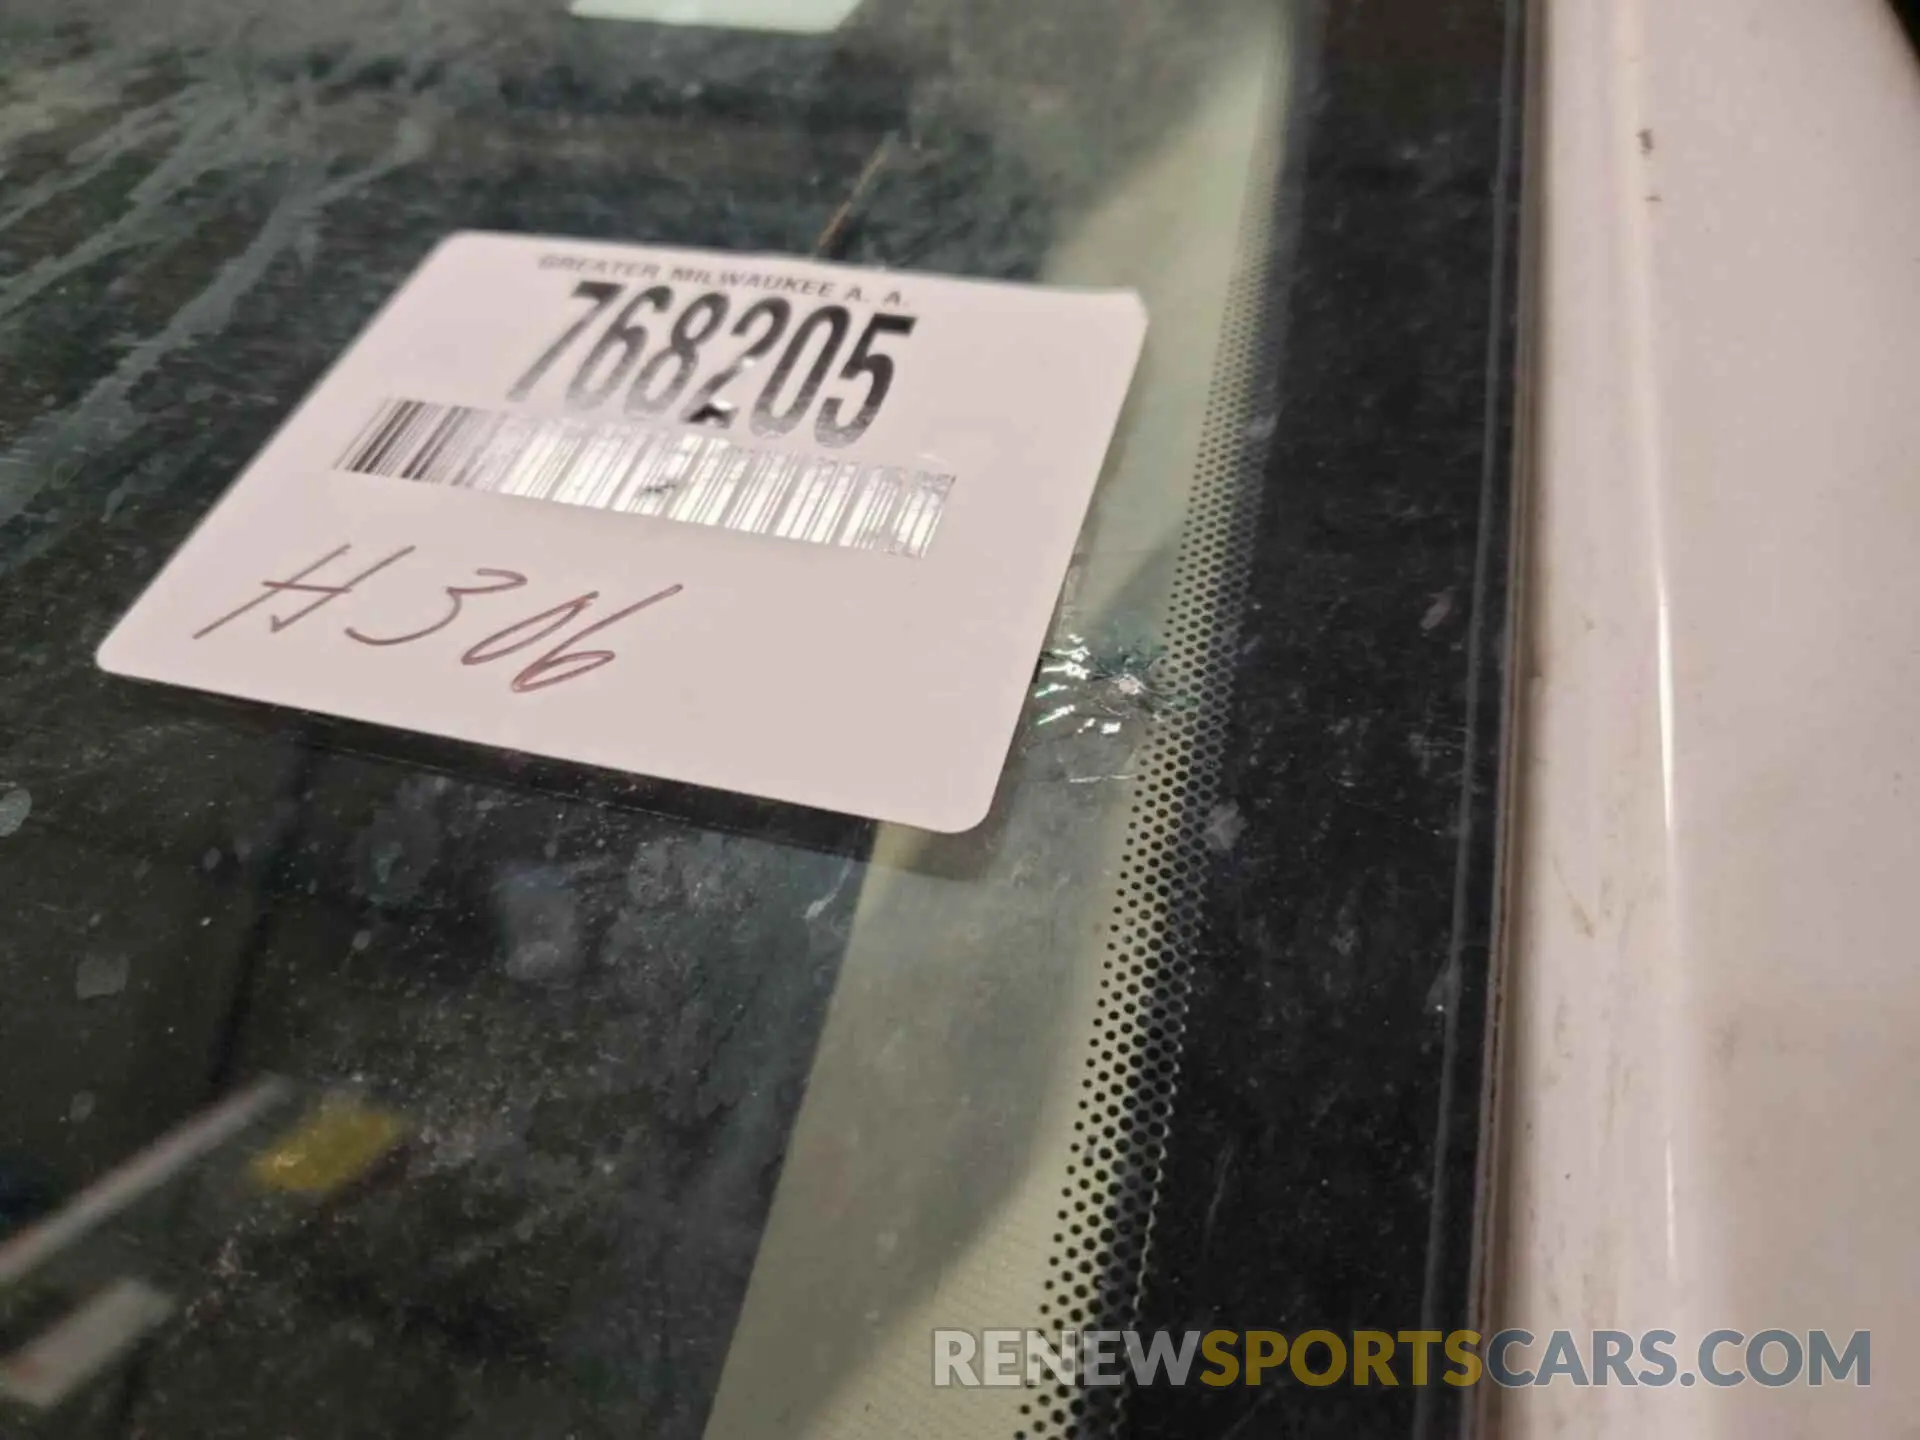 GREATER MILWAUKEE A. A.
768205
H306
RENEWSPORTSCARS.COM